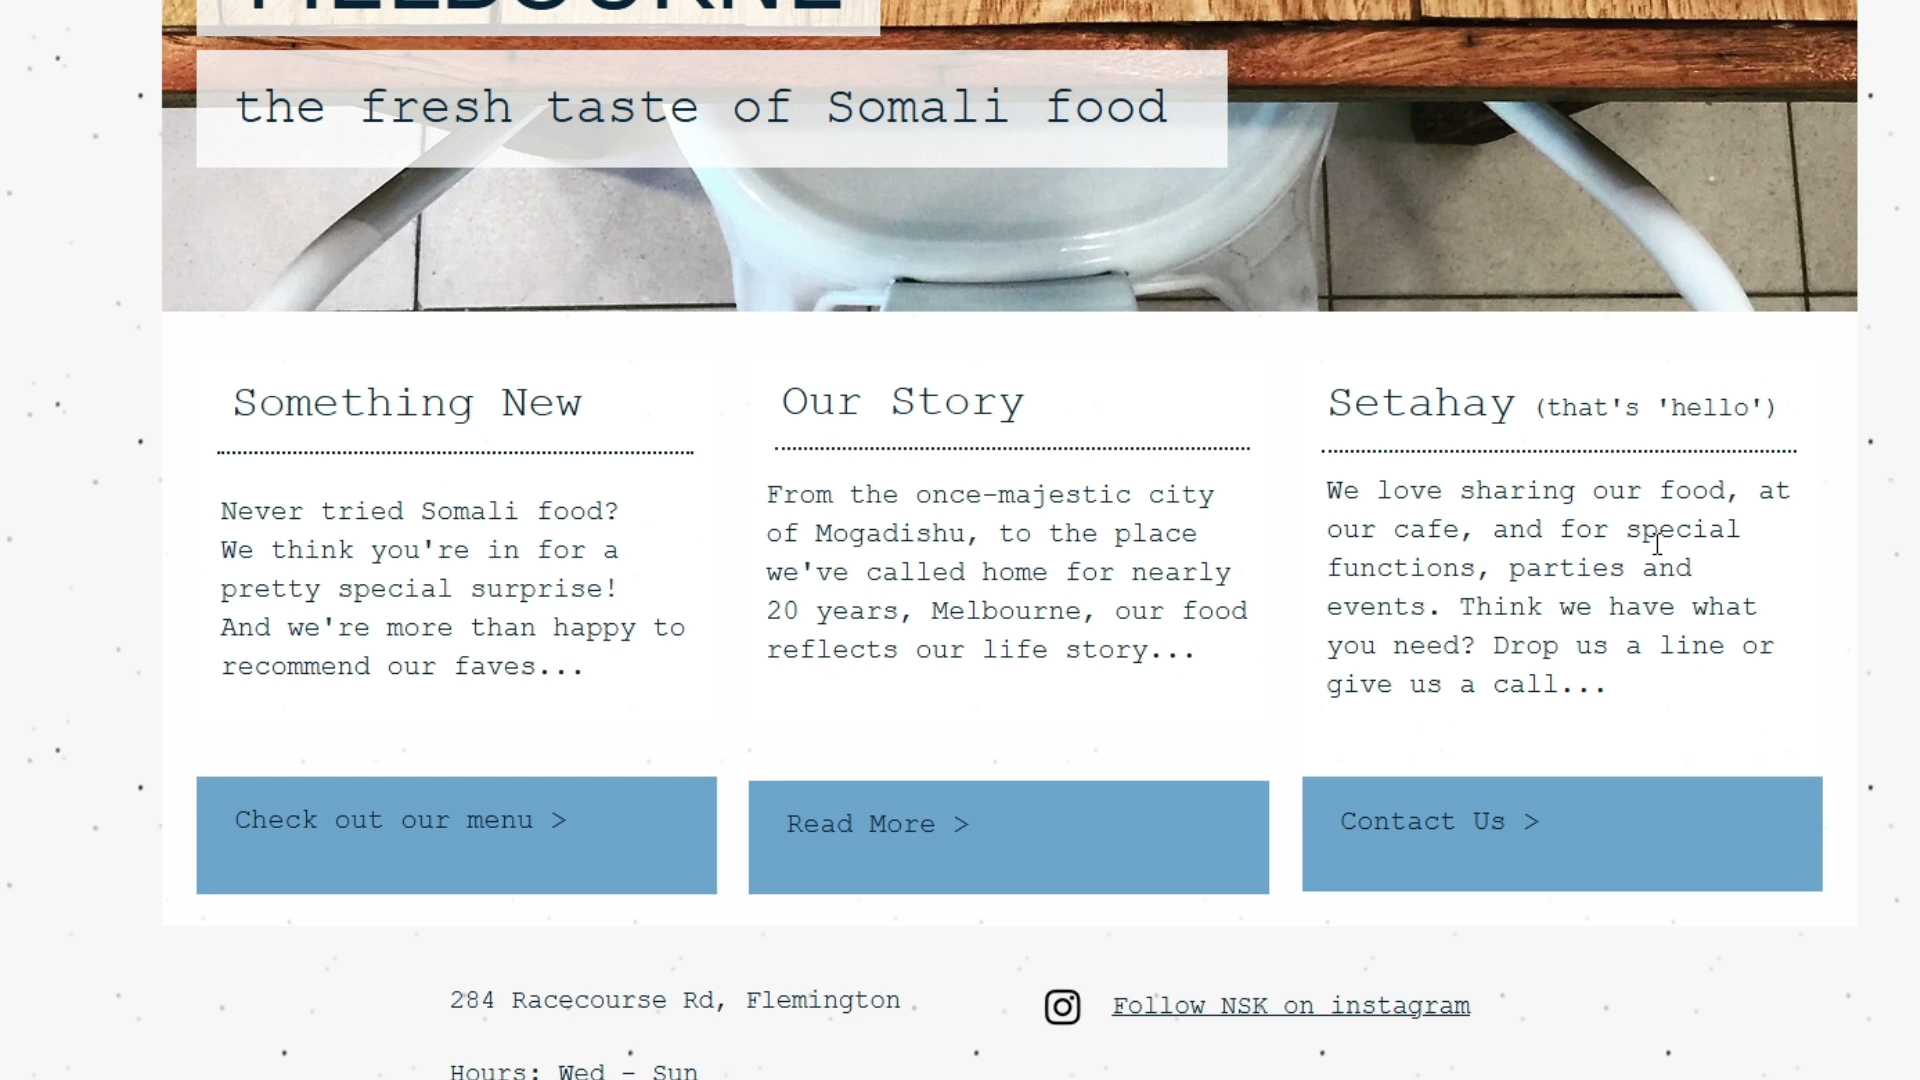 MELBOURNE
the fresh taste of Somali food
Something New
Never tried Somali food?
We think you're in for a
pretty special surprise!
And we're more than happy to
recommend our faves...
Check out our menu >
Our Story
From the once-majestic city
of Mogadishu, to the place
we've called home for nearly
20 years, Melbourne, our food
reflects our life story...
Read More >
Setahay (that's 'hello')
We love sharing our food, at
our cafe, and for special
functions, parties and
events. Think we have what
you need? Drop us a line or
give us a call...
Contact Us >
284 Racecourse Rd, Flemington
Hours: Wed - Sun
Follow NSK on instagram